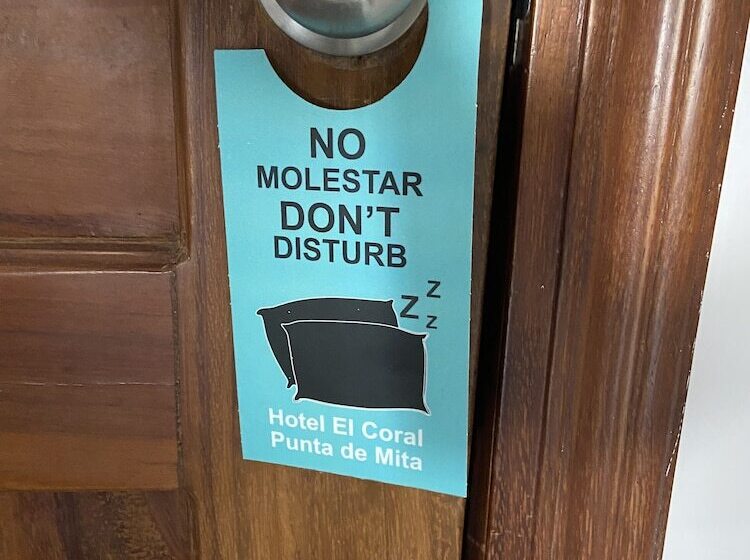 NO
MOLESTAR
DON'T
DISTURB
Z Z
Z
Hotel El Coral
Punta de Mita